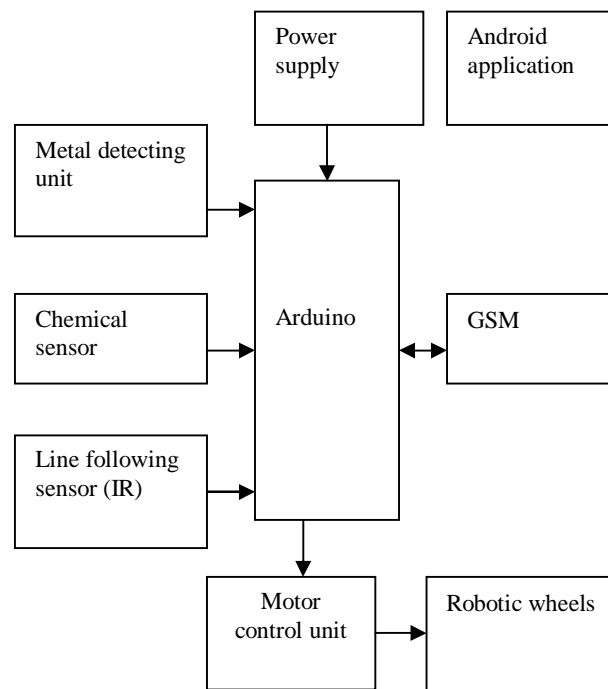 Power
supply
Android
application
Metal detecting
unit
Chemical
sensor
Arduino
GSM
Line following
sensor (IR)
Motor
control unit
Robotic wheels